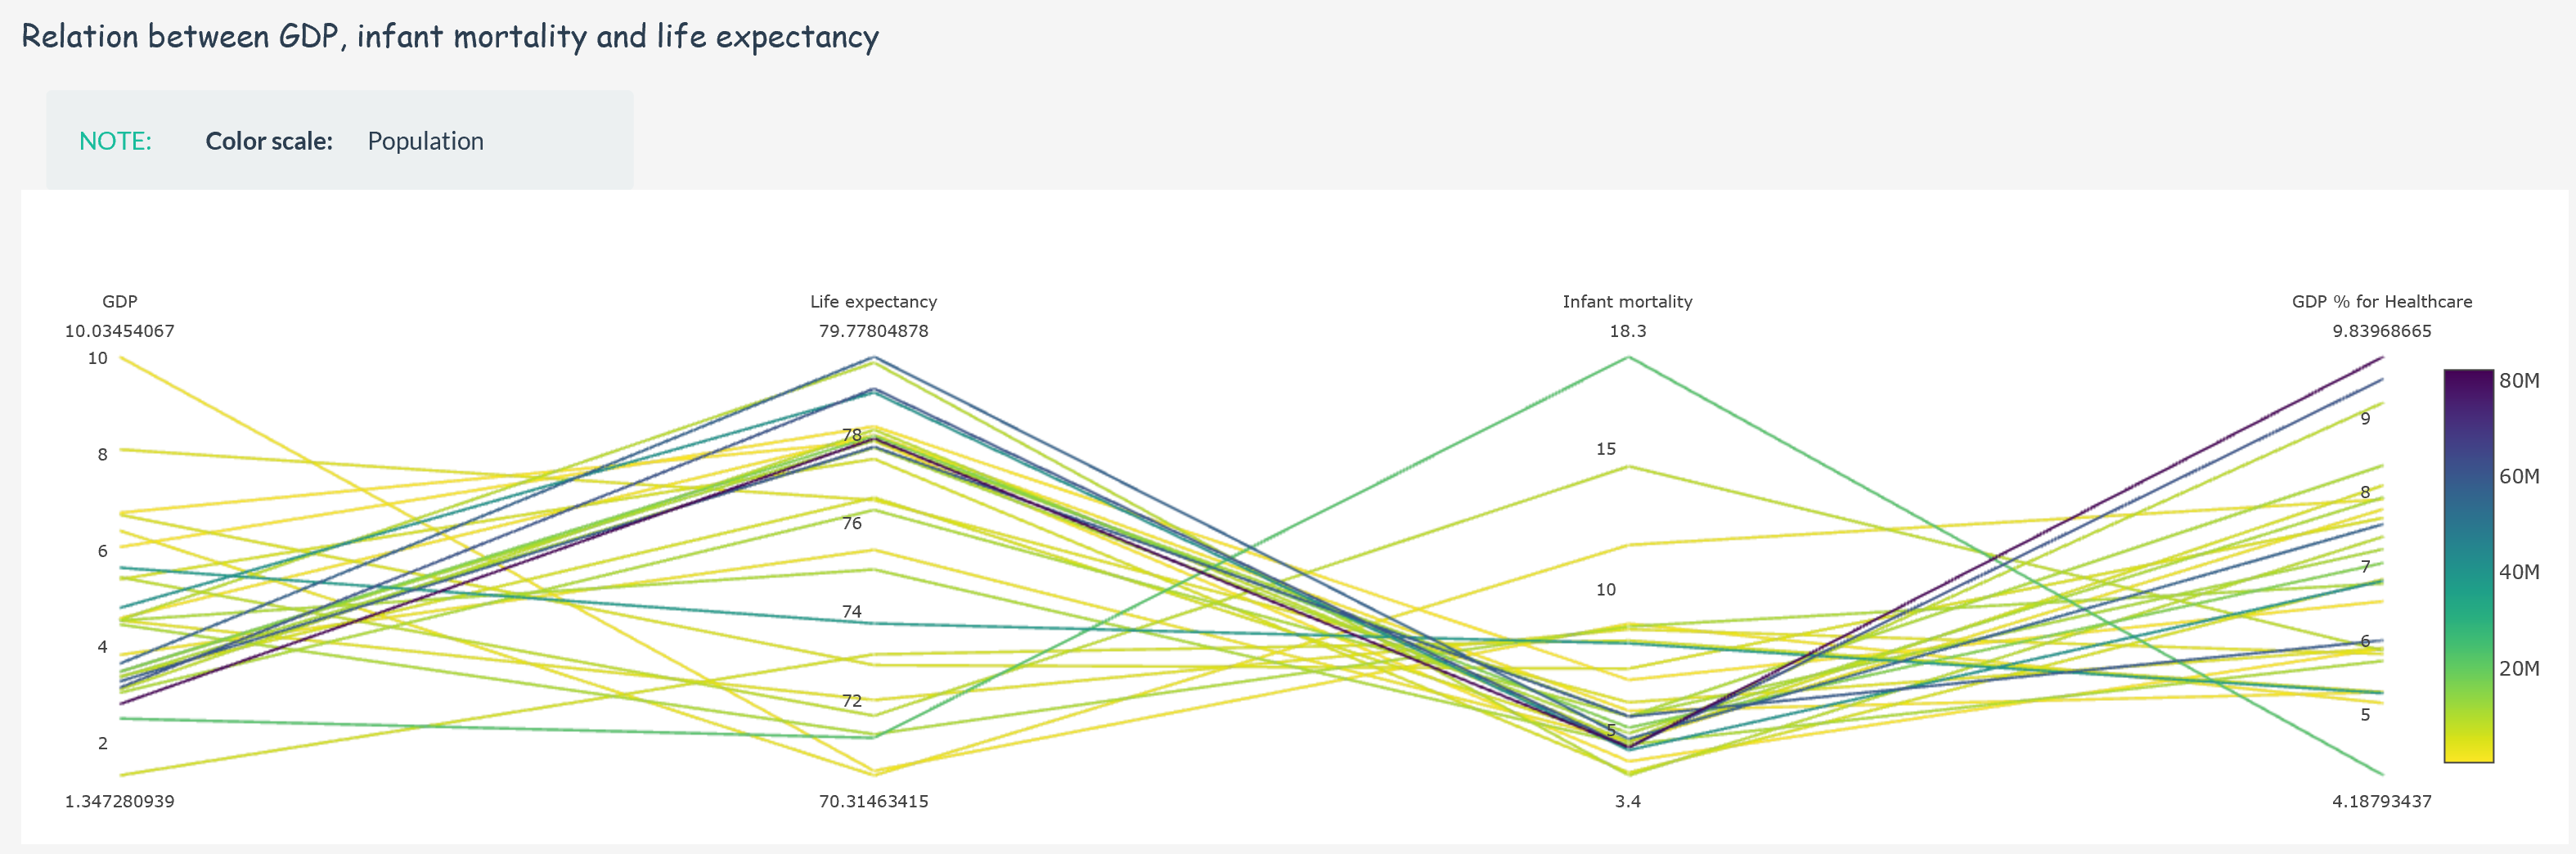 Relation between GDP, infant mortality and life expectancy
NOTE: Color scale: Population
GDP Life expectancy Infant mortality GDP % for Healthcare
10.03454067 79.77804878 18.3 9.83968665
10
8
6
4
2
78
76
74
72
15
10
5
9
8
7
6
5
80M
60M
40M
20M
1.347280939 70.31463415 3.4 4.18793437